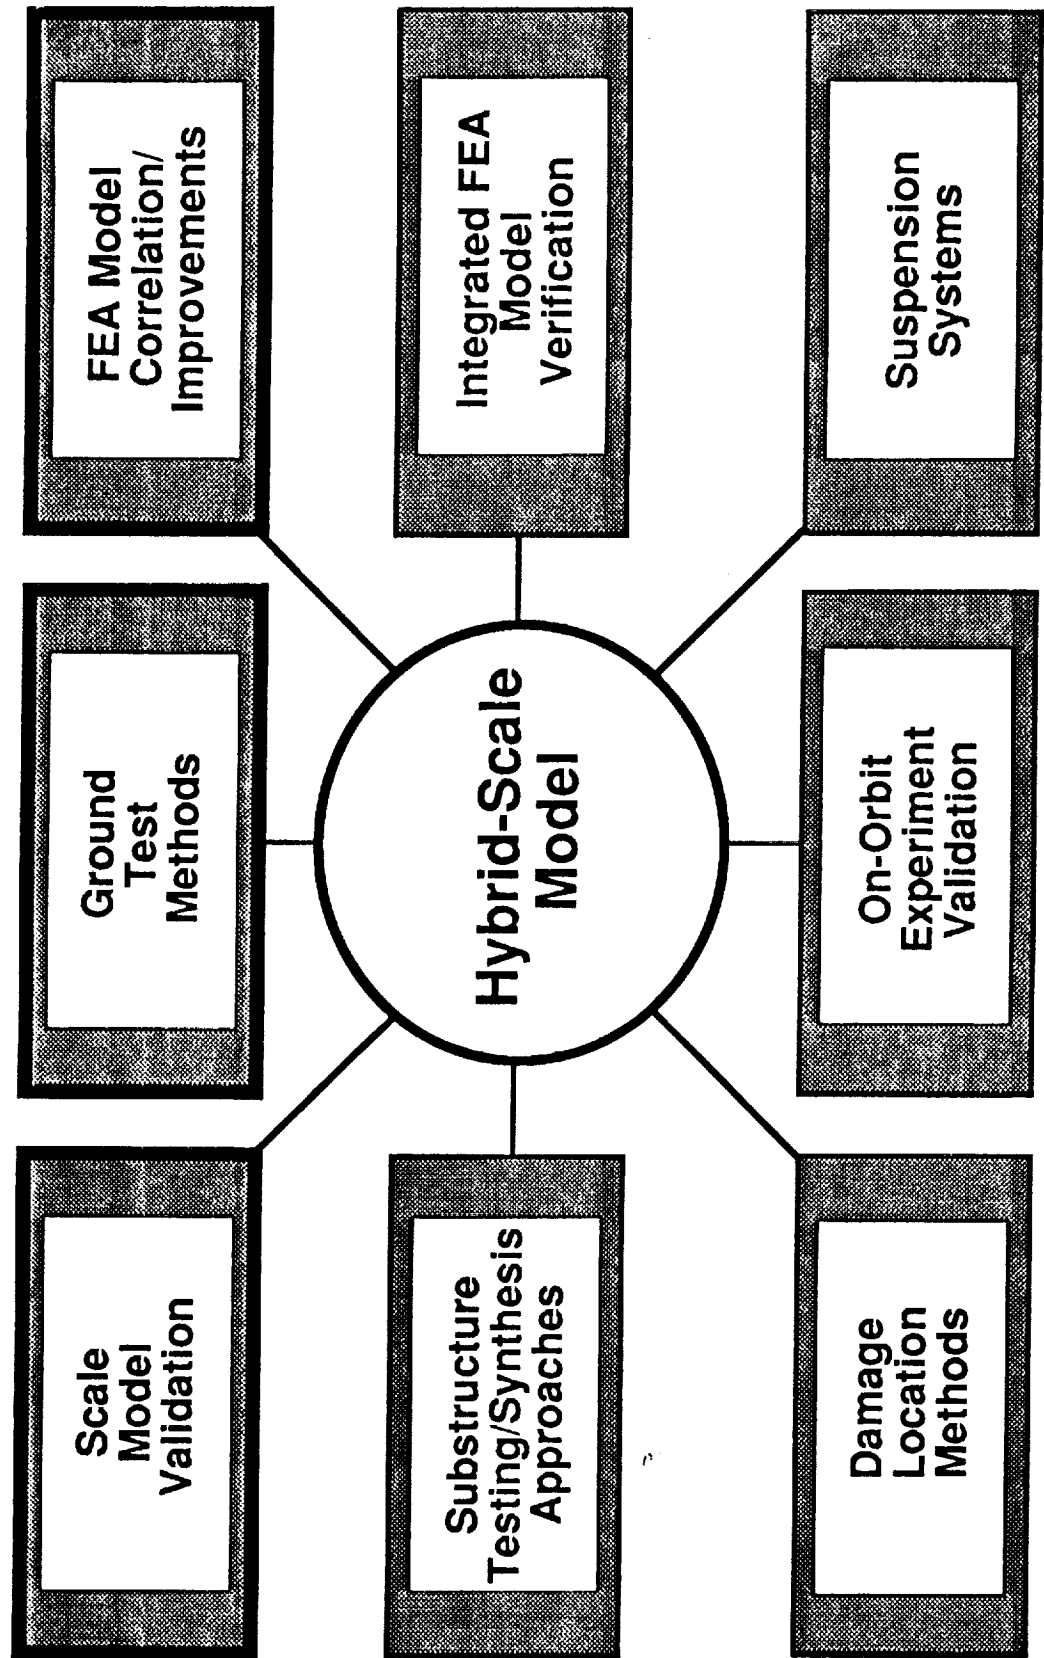 Scale
Model
Validation
Ground
Test
Methods
FEA Model
Correlation/
Improvements
Substructure
Testing/Synthesis
Approaches
Hybrid-Scale
Model
Integrated FEA
Model
Verification
Damage
Location
Methods
On-Orbit
Experiment
Validation
Suspension
Systems